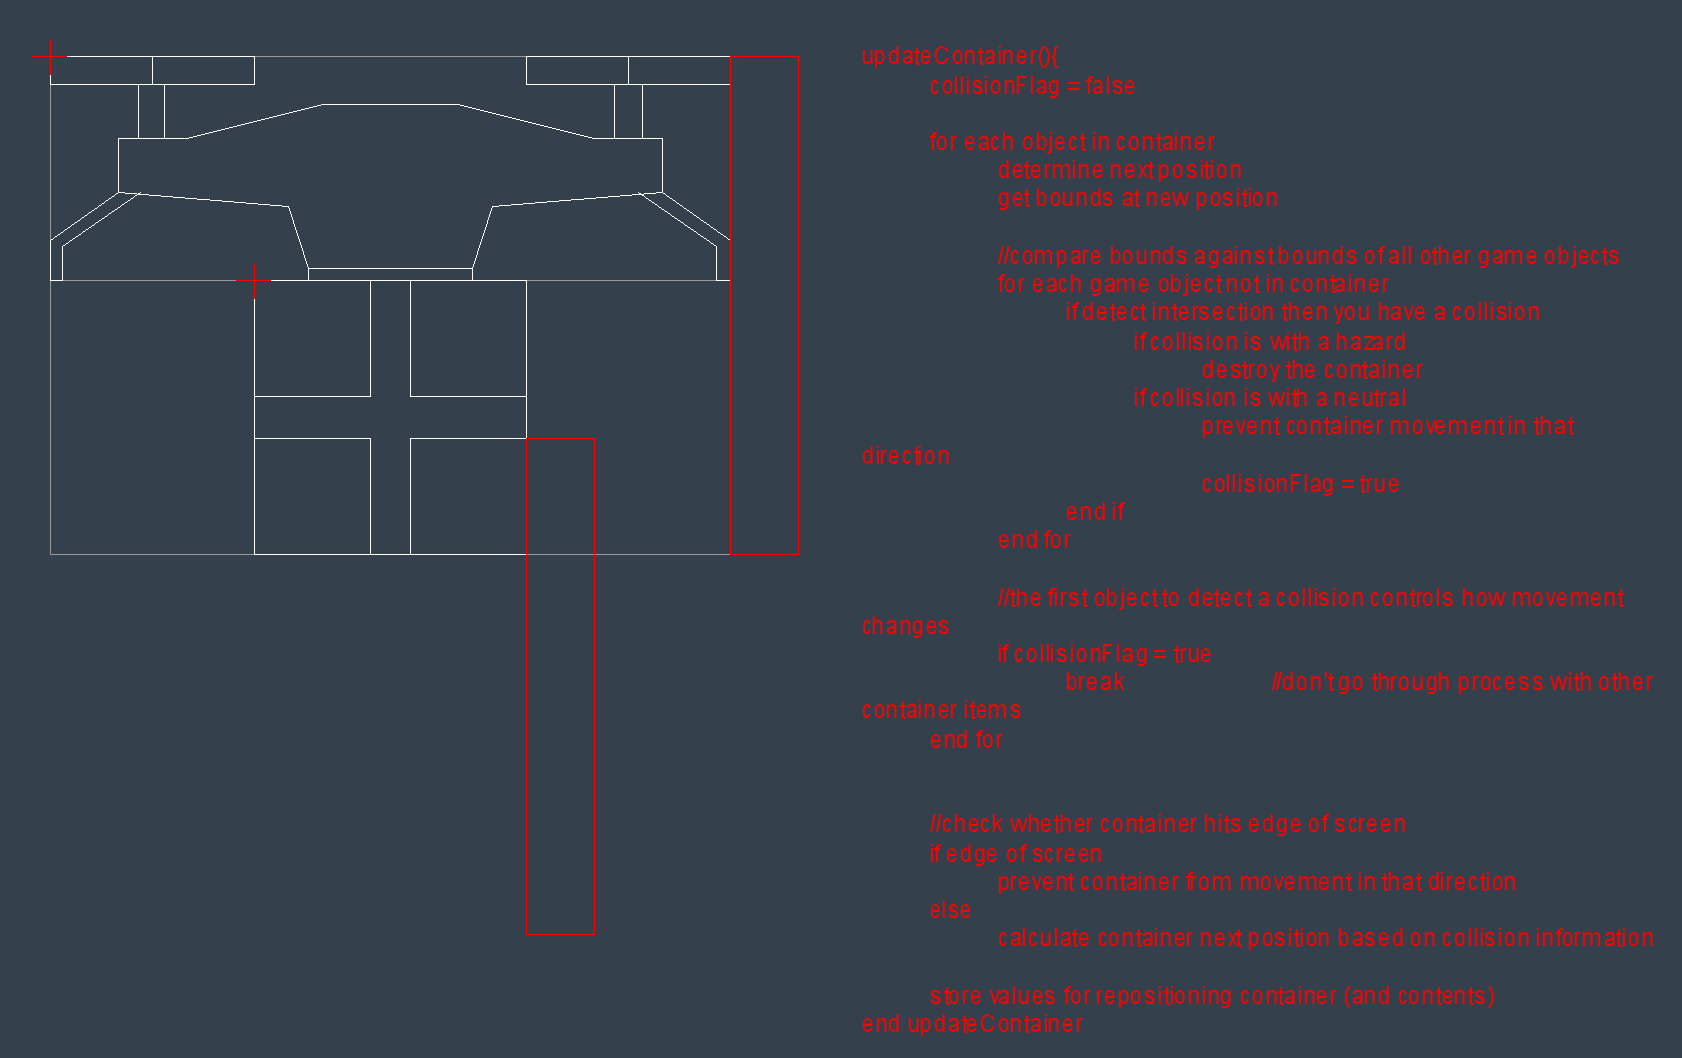 updateContainer(){
collisionFlag = false
for each object in container
determine next position
get bounds at new position
//compare bounds against bounds of all other game objects
for each game object not in container
if detect intersection then you have a collision
if collision is with a hazard
destroy the container
if collision is with a neutral
prevent container movement in that
direction
collisionFlag = true
end if
end for
//the first object to detect a collision controls how movement
changes
if collisionFlag = true
break //don't go through process with other
container items
end for
//check whether container hits edge of screen
if edge of screen
prevent container from movement in that direction
else
calculate container next position based on collision information
store values for repositioning container (and contents)
end updateContainer